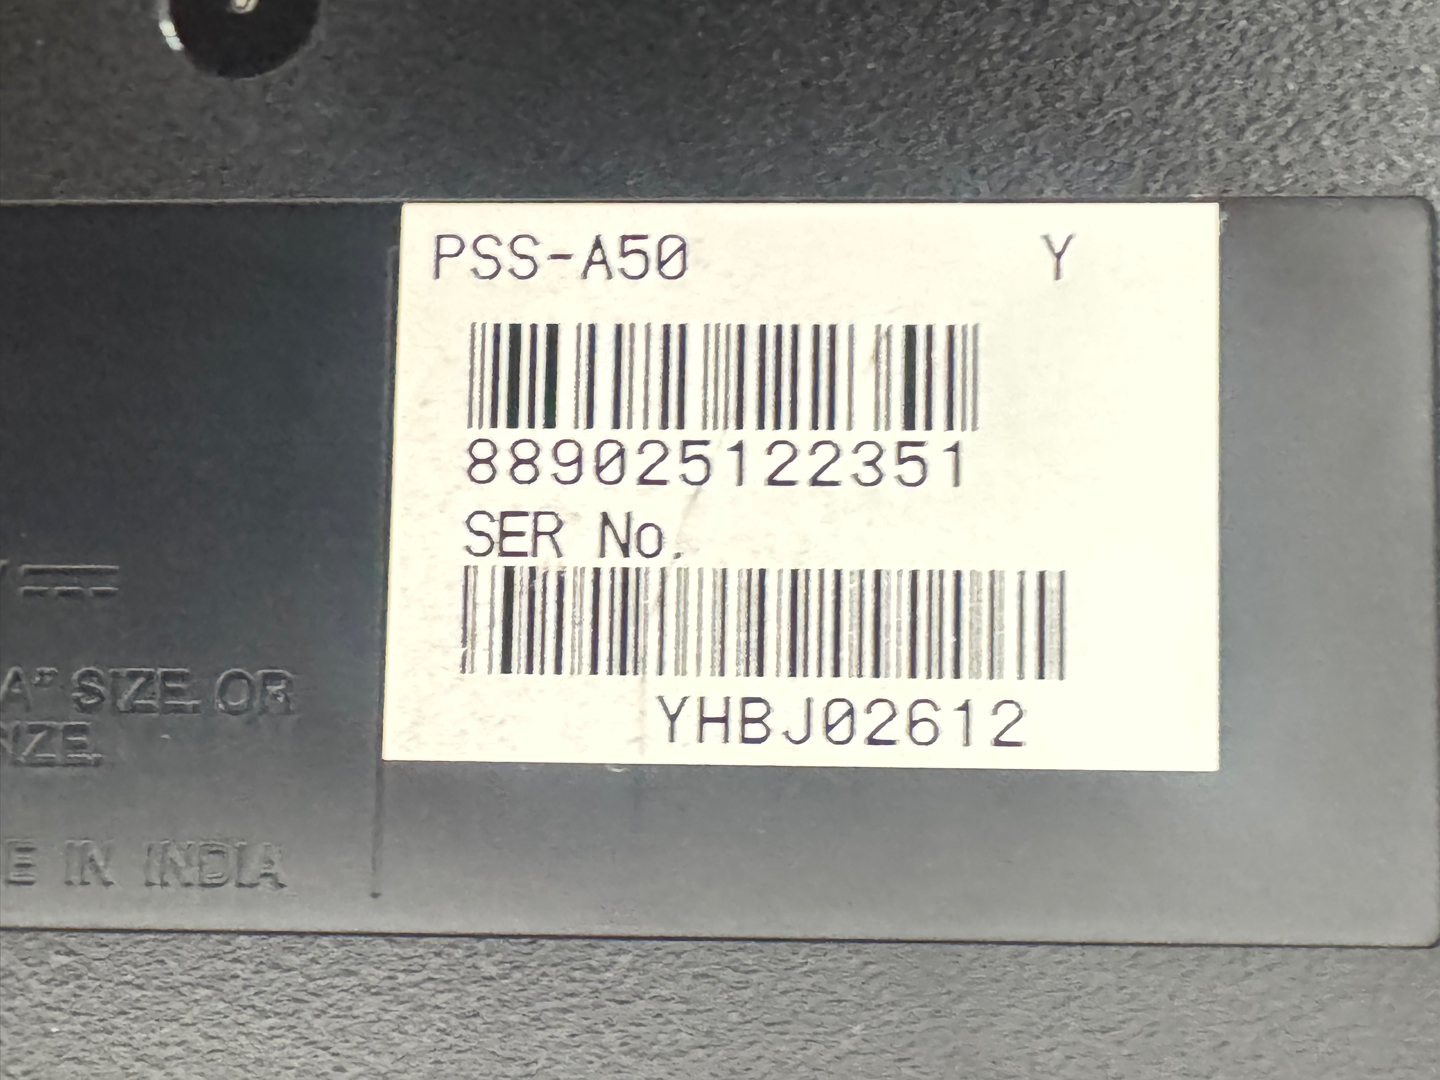 PSS-A50 Y
889025122351
SER No.
YHBJ02612
A" SIZE OR
IZE.
E IN INDIA